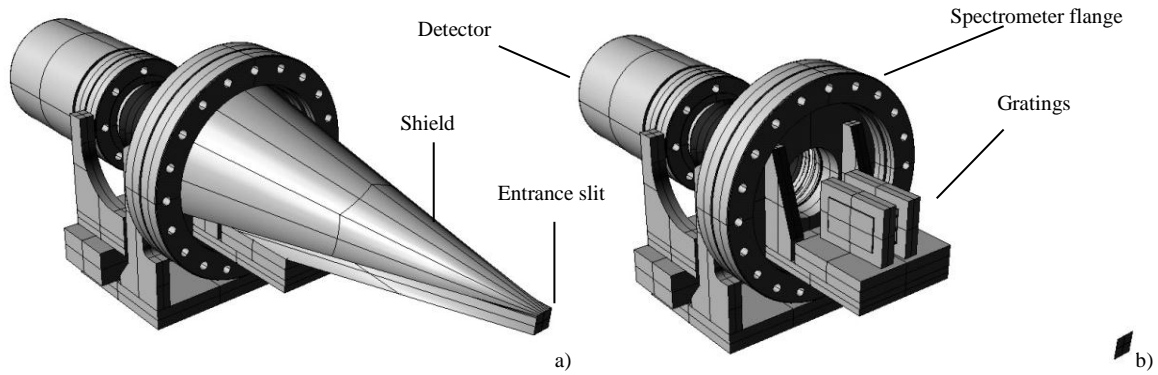 Detector
Spectrometer flange
Gratings
Shield
Entrance slit
a)
b)